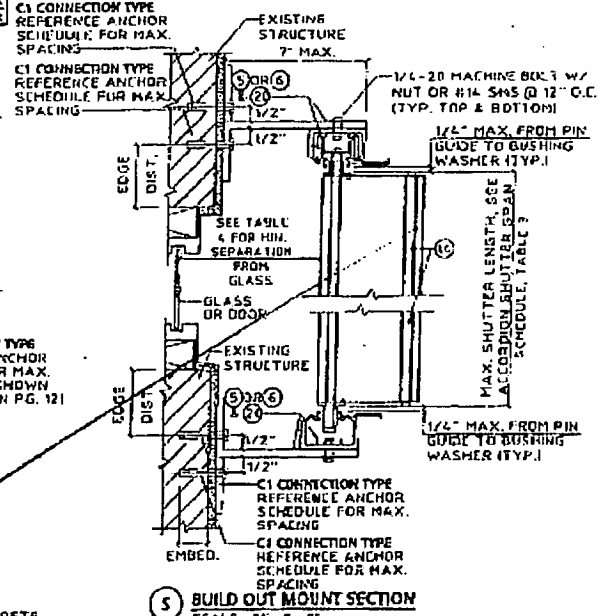 C1 CONNECTION TYPE
REFERENCE ANCHOR
SCHEDULE FOR MAX.
SPACING
C1 CONNECTION TYPE
REFERENCE ANCHOR
SCHEDULE FOR MAX.
SPACING
EXISTING
STRUCTURE
7" MAX.
5 OR 6
& 20
1/2"
1/2"
1/4-20 MACHINE BOLT W/
NUT OR #14 SMS @ 12" O.C.
(TYP. TOP & BOTTOM)
1/4" MAX. FROM PIN
GUIDE TO BUSHING
WASHER (TYP.)
EDGE
DIST.
SEE TABLE
4 FOR MIN.
SEPARATION
FROM
GLASS
GLASS
OR DOOR
MAX. SHUTTER LENGTH, SEE
ACCORDION SHUTTER SPAN
SCHEDULE, TABLE 3
TYPE
NCHOR
R MAX.
SHOWN
N PG. 12)
EXISTING
STRUCTURE
EDGE
DIST.
5 OR 6
1/2"
1/2"
1/4" MAX. FROM PIN
GUIDE TO BUSHING
WASHER (TYP.)
C1 CONNECTION TYPE
REFERENCE ANCHOR
SCHEDULE FOR MAX.
SPACING
C1 CONNECTION TYPE
REFERENCE ANCHOR
SCHEDULE FOR MAX.
SPACING
EMBED.
5 BUILD OUT MOUNT SECTION